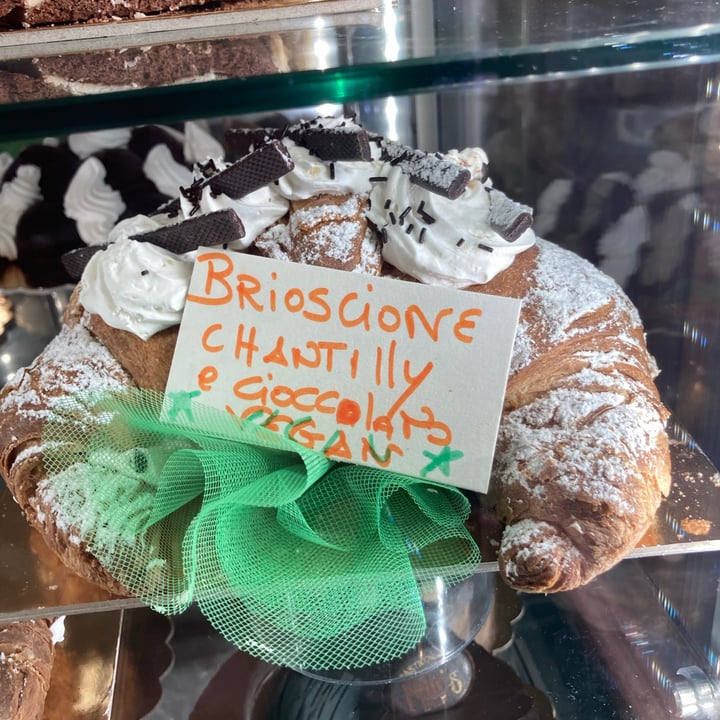 BRIOSCIONE
CHANTILLY
e CIOCCOLATO
VEGAN